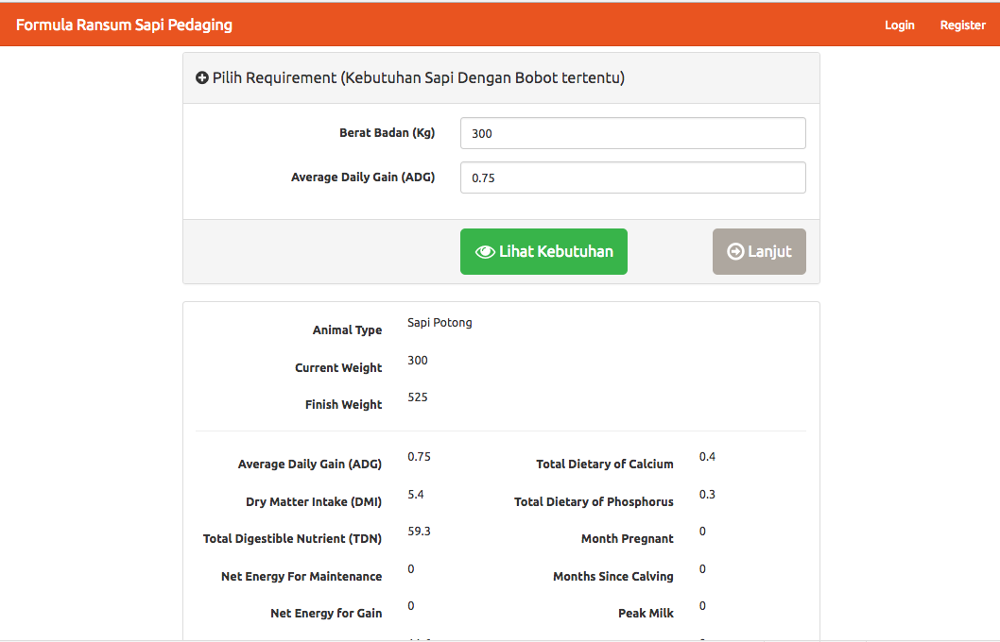 Formula Ransum Sapi Pedaging Login Register
Pilih Requirement (Kebutuhan Sapi Dengan Bobot tertentu)
Berat Badan (Kg) 300
Average Daily Gain (ADG) 0.75
Lihat Kebutuhan Lanjut
Animal Type Sapi Potong
Current Weight 300
Finish Weight 525
Average Daily Gain (ADG) 0.75 Total Dietary of Calcium 0.4
Dry Matter Intake (DMI) 5.4 Total Dietary of Phosphorus 0.3
Total Digestible Nutrient (TDN) 59.3 Month Pregnant 0
Net Energy For Maintenance 0 Months Since Calving 0
Net Energy for Gain 0 Peak Milk 0